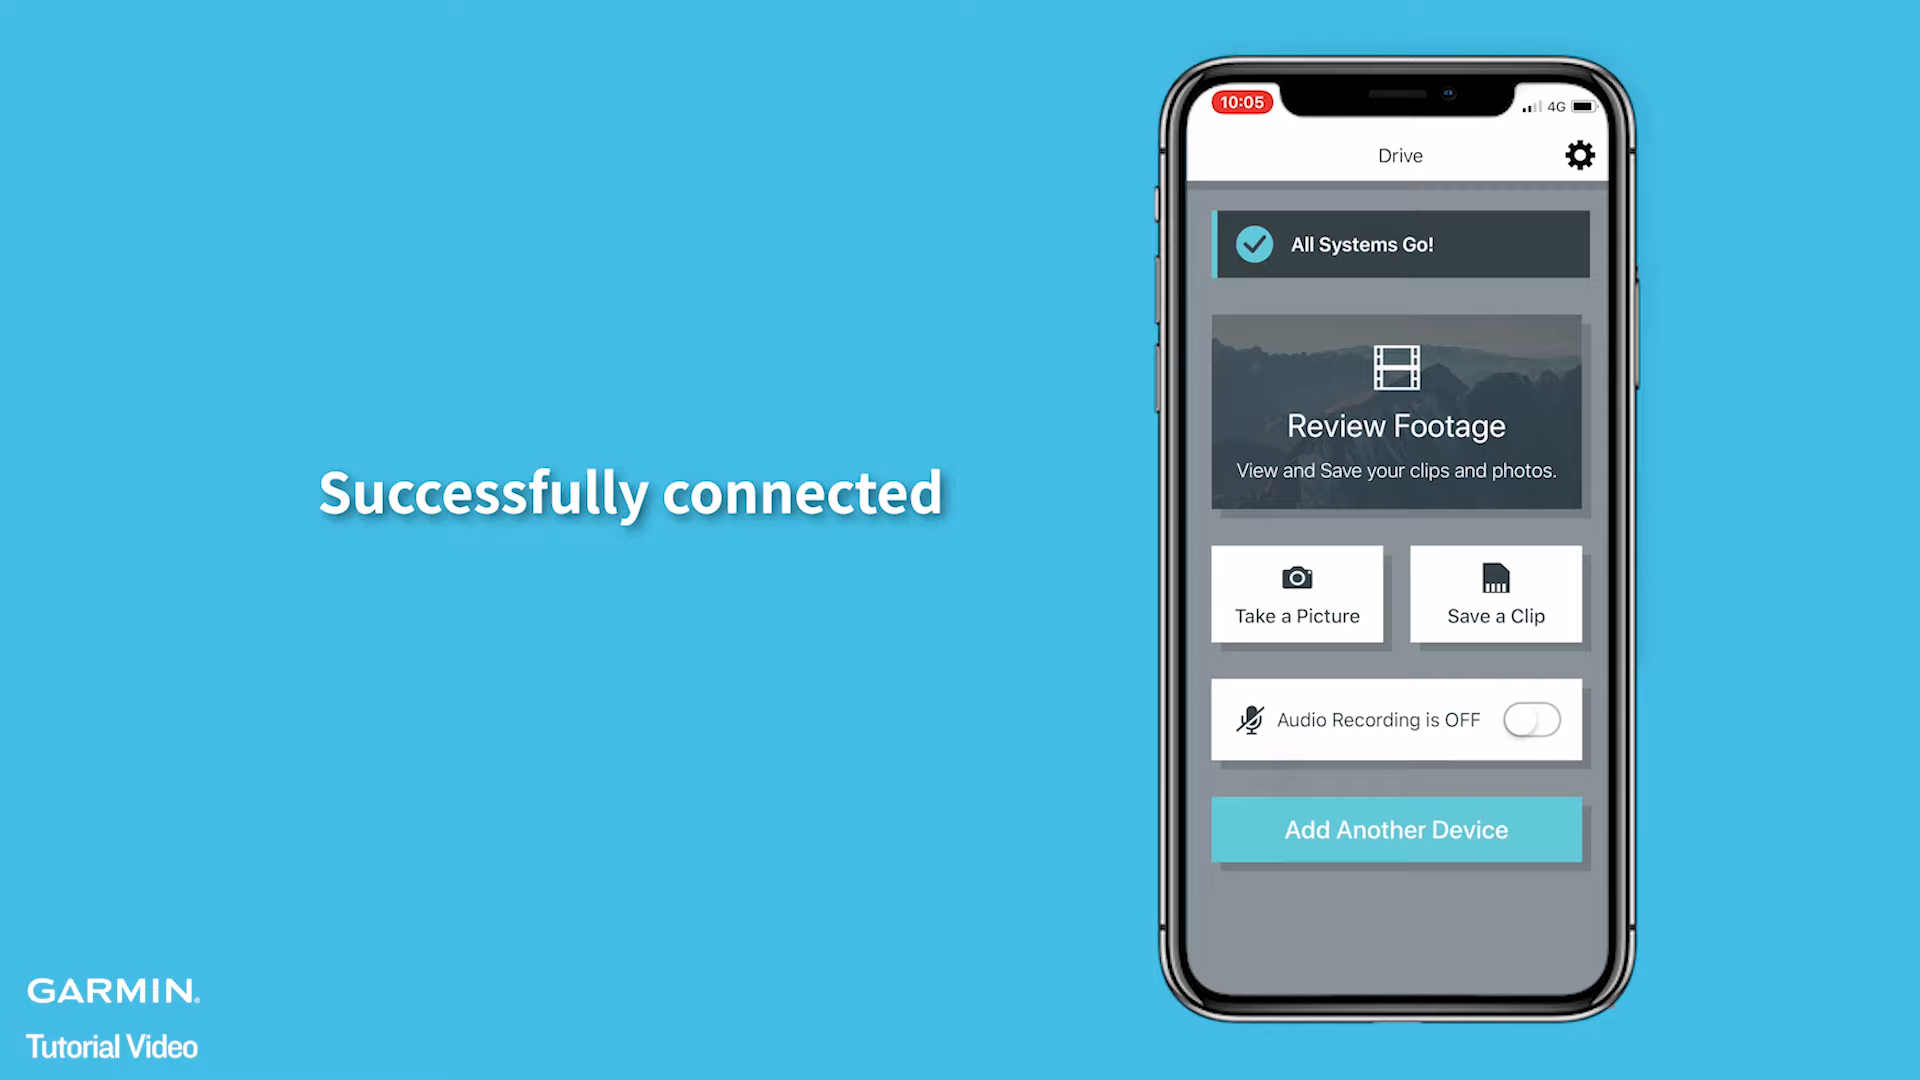 Successfully connected
10:05
4G
Drive
All Systems Go!
Review Footage
View and Save your clips and photos.
Take a Picture
Save a Clip
Audio Recording is OFF
Add Another Device
GARMIN®
Tutorial Video